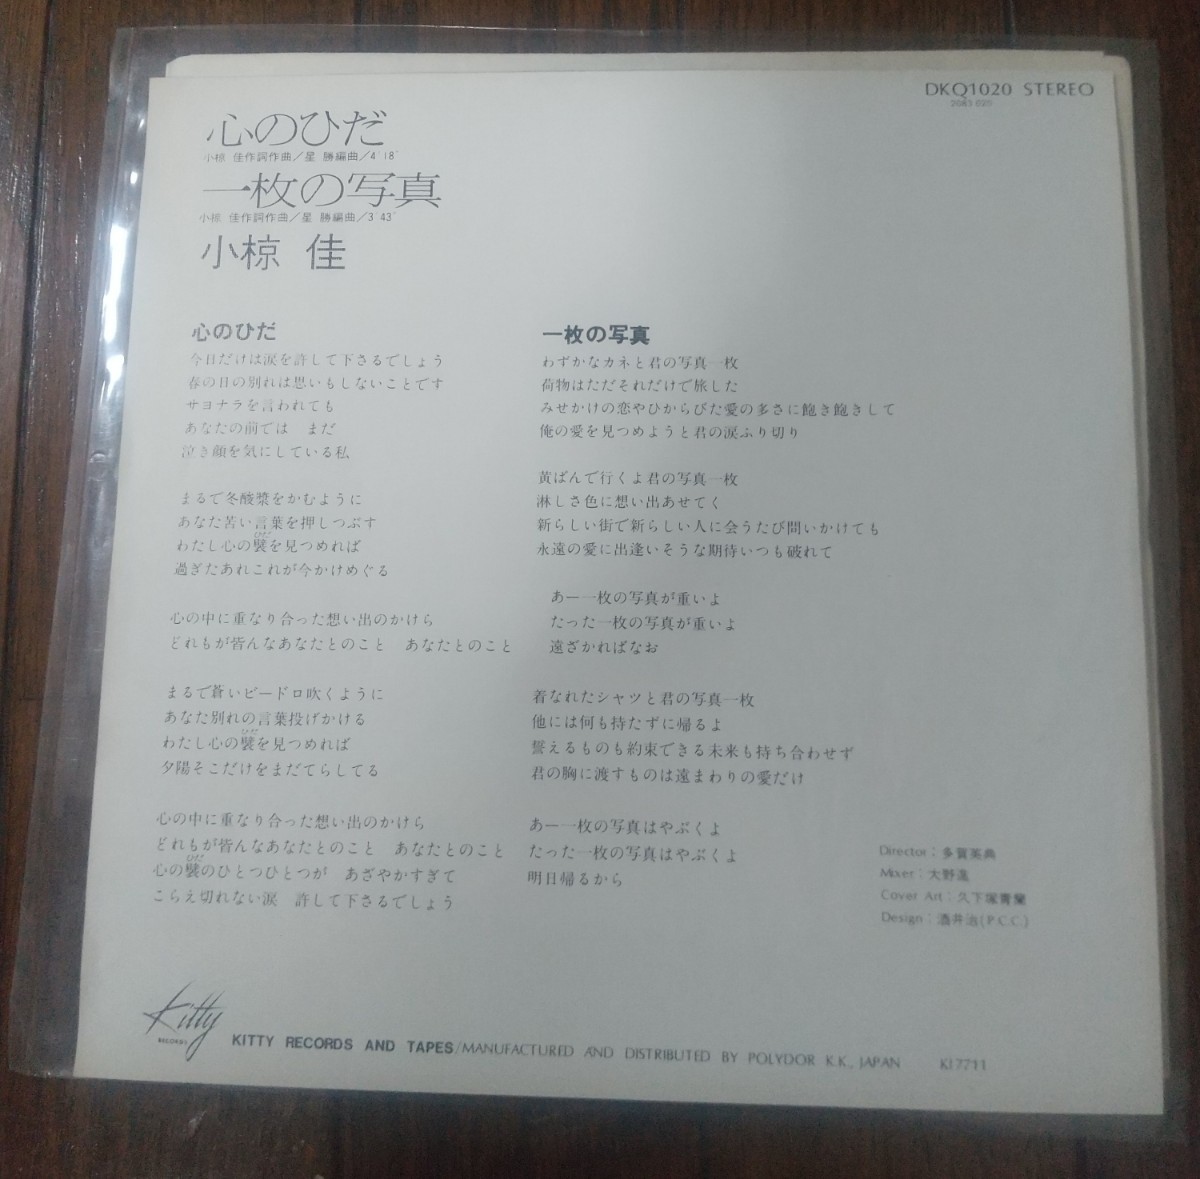 DKQ1020 STEREO
2083 020
心のひだ
小椋 佳作詞作曲/星 勝編曲/4'18"
一枚の写真
小椋 佳作詞作曲/星 勝編曲/3'43"
小椋 佳
心のひだ
今日だけは涙を許して下さるでしょう
春の日の別れは思いもしないことです
サヨナラを言われても
あなたの前では まだ
泣き顔を気にしている私
まるで冬酸漿をかむように
あなた苦い言葉を押しつぶす
わたし心の襞を見つめれば
過ぎたあれこれが今かけめぐる
心の中に重なり合った想い出のかけら
どれもが皆んなあなたとのこと あなたとのこと
まるで蒼いビードロ吹くように
あなた別れの言葉投げかける
わたし心の襞を見つめれば
夕陽そこだけをまだてらしてる
心の中に重なり合った想い出のかけら
どれもが皆んなあなたとのこと あなたとのこと
心の襞のひとつひとつが あざやかすぎて
こらえ切れない涙 許して下さるでしょう
一枚の写真
わずかなカネと君の写真一枚
荷物はただそれだけで旅した
みせかけの恋やひからびた愛の多さに飽き飽きして
俺の愛を見つめようと君の涙ふり切り
黄ばんで行くよ君の写真一枚
淋しさ色に想い出あせてく
新らしい街で新らしい人に会うたび問いかけても
永遠の愛に出逢いそうな期待いつも破れて
あー一枚の写真が重いよ
たった一枚の写真が重いよ
遠ざかればなお
着なれたシャツと君の写真一枚
他には何も持たずに帰るよ
誓えるものも約束できる未来も持ち合わせず
君の胸に渡すものは遠まわりの愛だけ
あー一枚の写真はやぶくよ
たった一枚の写真はやぶくよ
明日帰るから
Director:多賀英典
Mixer:大野進
Cover Art:久下塚青蘭
Design:酒井治(P.C.C.)
Kitty
RECORDS
KITTY RECORDS AND TAPES/MANUFACTURED AND DISTRIBUTED BY POLYDOR K.K., JAPAN KI7711